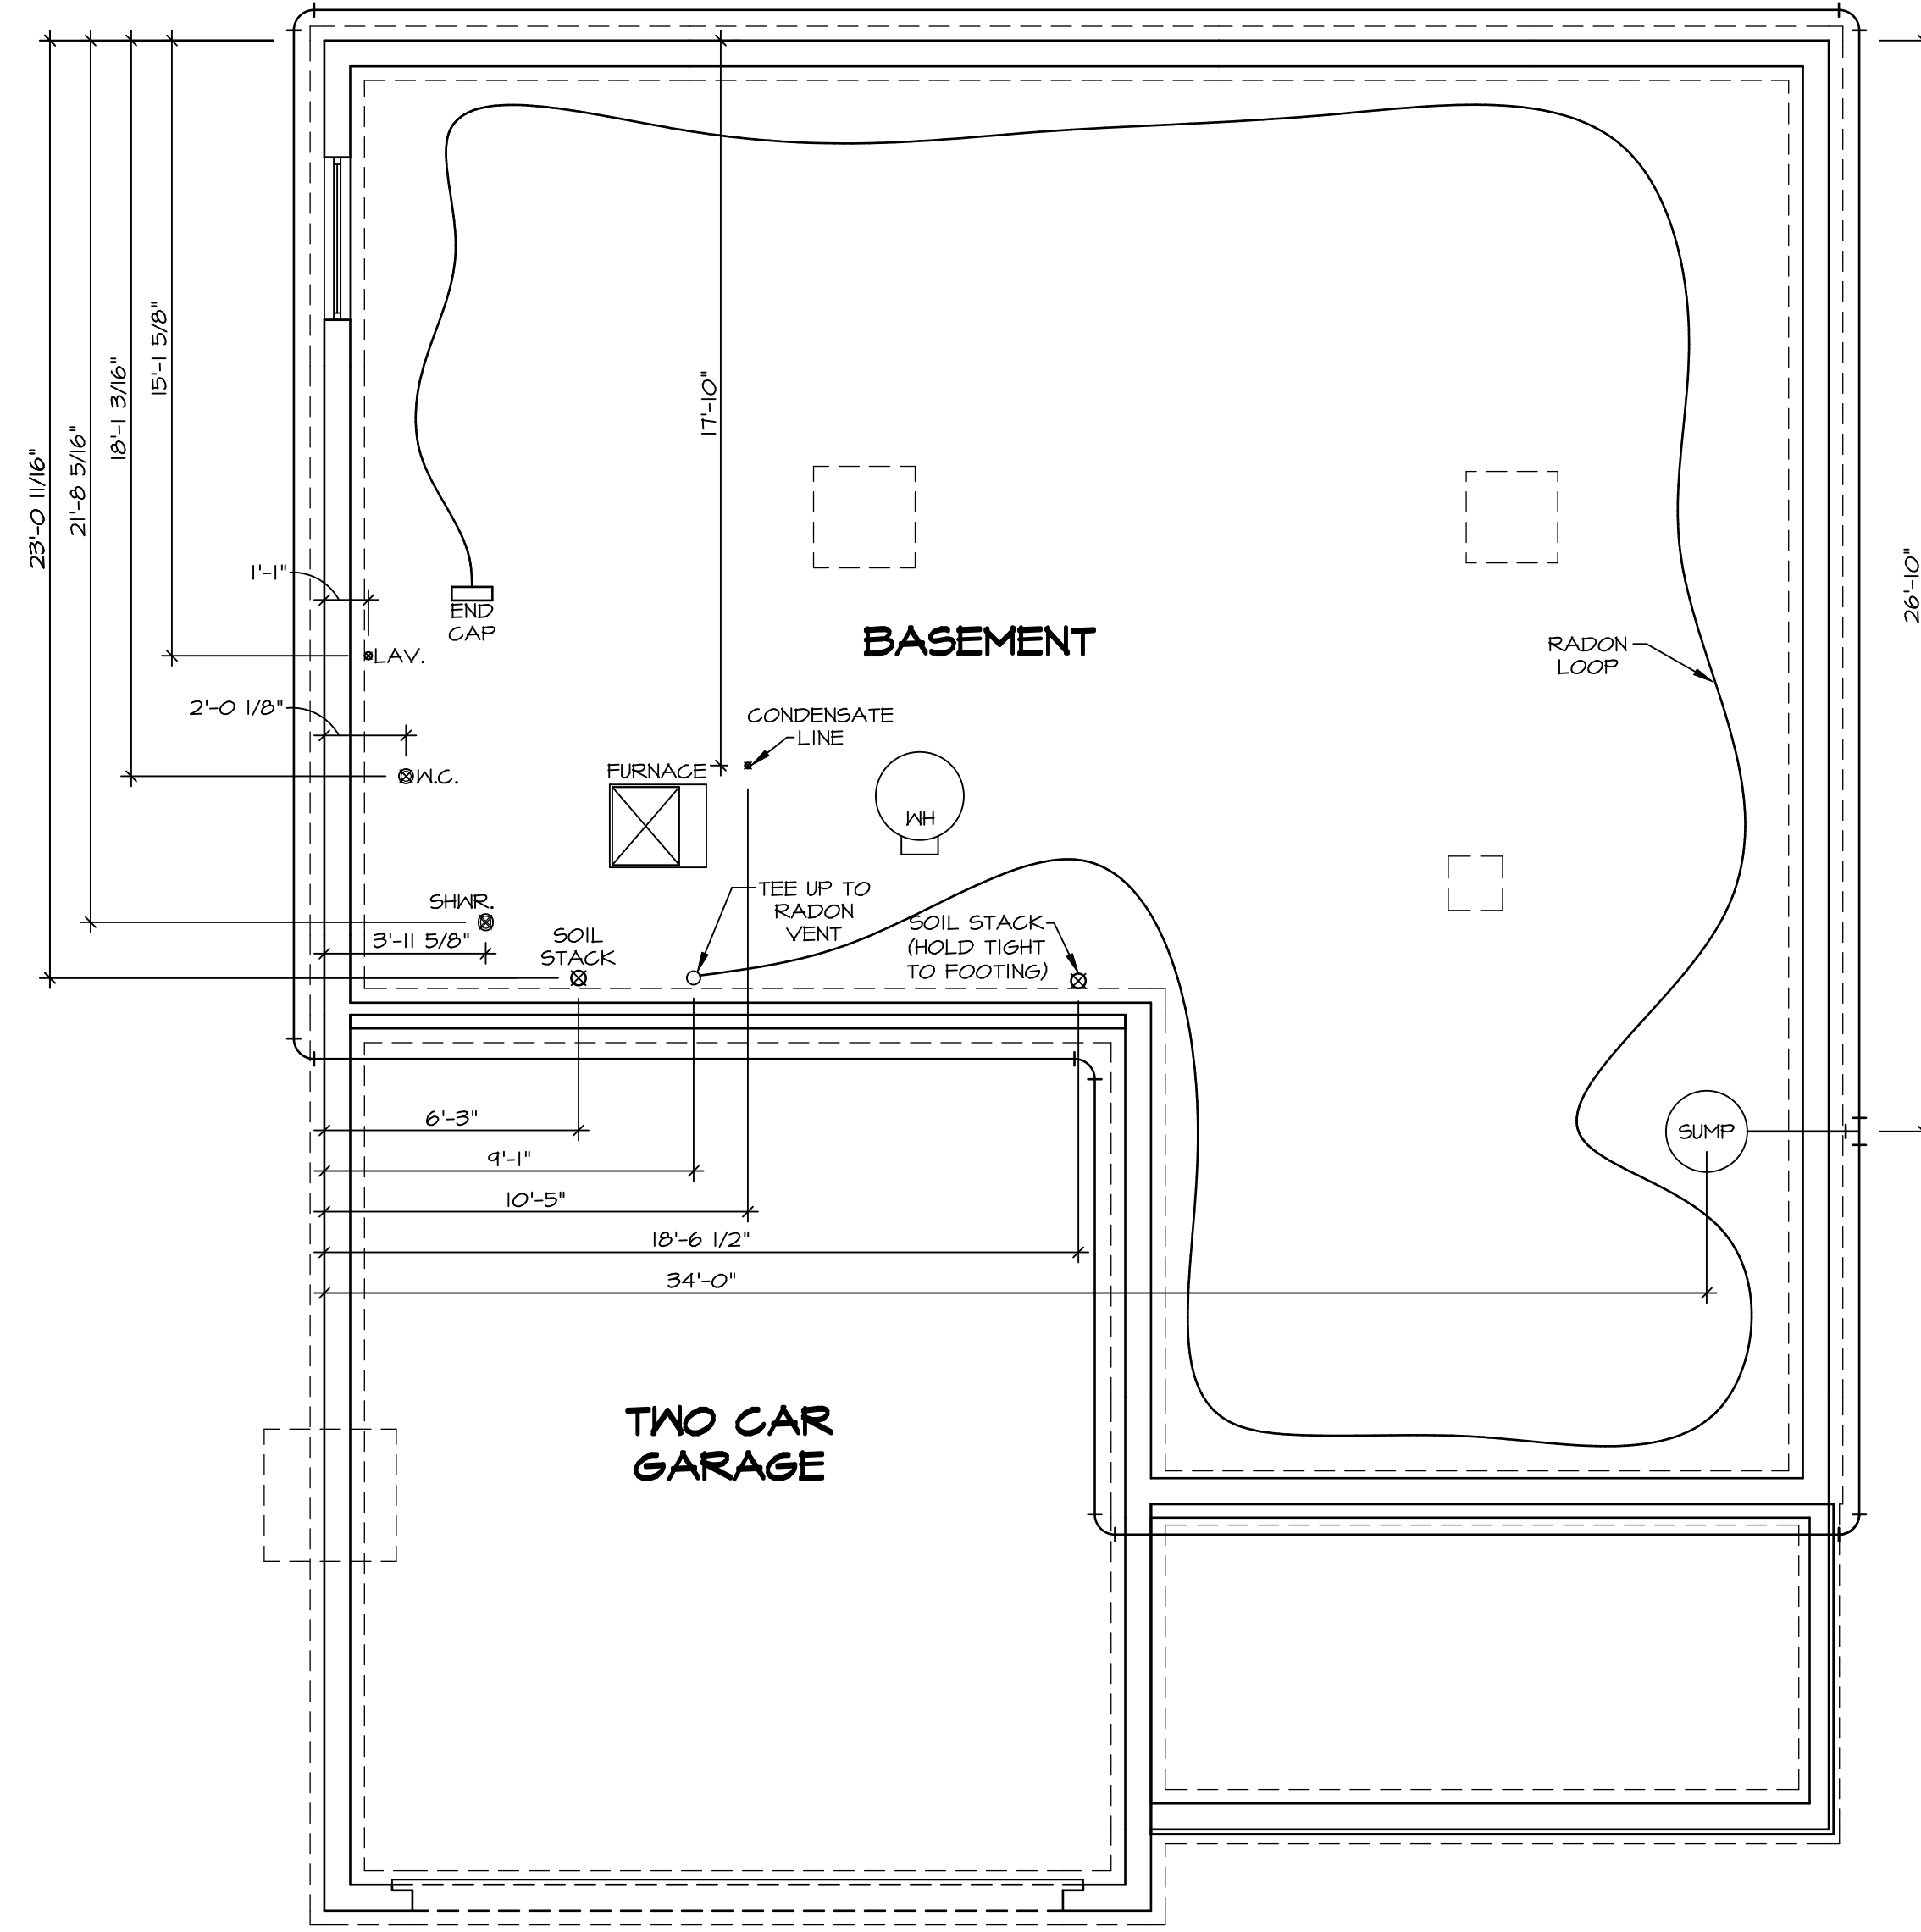 15'-1 5/8"
18'-1 3/16"
21'-8 5/16"
23'-0 11/16"
17'-10"
26'-10"
1'-1"
END
CAP
LAV.
BASEMENT
RADON
LOOP
2'-0 1/8"
W.C.
CONDENSATE
LINE
FURNACE
WH
SHWR.
3'-11 5/8"
SOIL
STACK
TEE UP TO
RADON
VENT
SOIL STACK
(HOLD TIGHT
TO FOOTING)
SUMP
6'-3"
9'-1"
10'-5"
18'-6 1/2"
34'-0"
TWO CAR
GARAGE